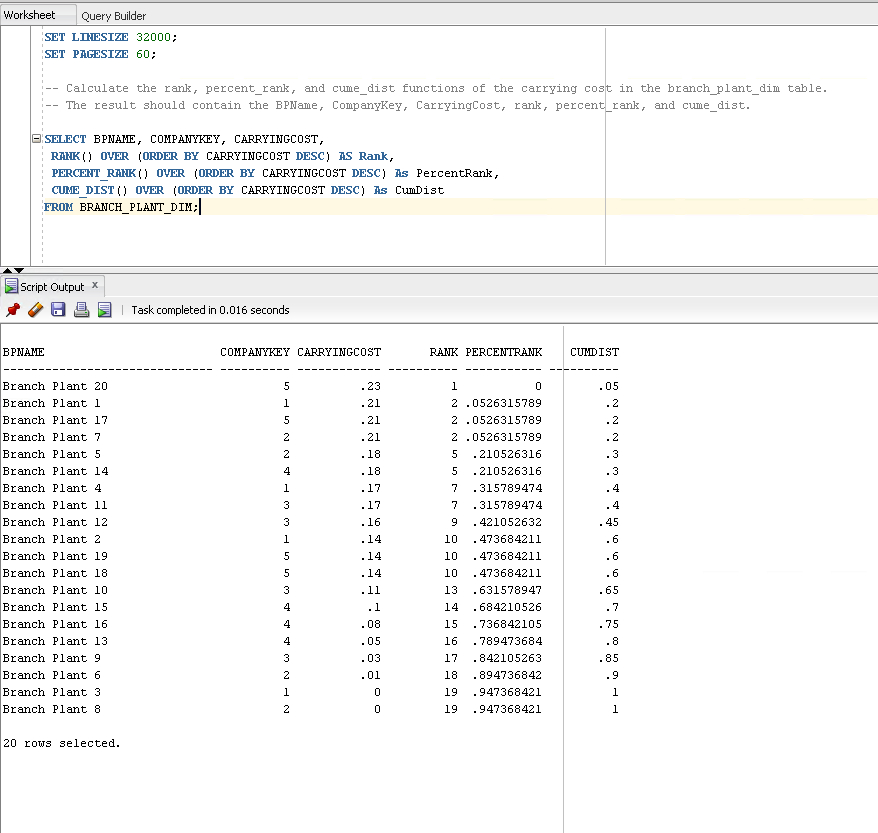 Worksheet Query Builder
SET LINESIZE 32000;
SET PAGESIZE 60;
-- Calculate the rank, percent_rank, and cume_dist functions of the carrying cost in the branch_plant_dim table.
-- The result should contain the BPName, CompanyKey, CarryingCost, rank, percent_rank, and cume_dist.
SELECT BPNAME, COMPANYKEY, CARRYINGCOST,
RANK() OVER (ORDER BY CARRYINGCOST DESC) AS Rank,
PERCENT_RANK() OVER (ORDER BY CARRYINGCOST DESC) As PercentRank,
CUME_DIST() OVER (ORDER BY CARRYINGCOST DESC) As CumDist
FROM BRANCH_PLANT_DIM;
Script Output x
Task completed in 0.016 seconds
BPNAME COMPANYKEY CARRYINGCOST RANK PERCENTRANK CUMDIST
------------------------------ ---------- ------------ ---------- ----------- ----------
Branch Plant 20 5 .23 1 0 .05
Branch Plant 1 1 .21 2 .0526315789 .2
Branch Plant 17 5 .21 2 .0526315789 .2
Branch Plant 7 2 .21 2 .0526315789 .2
Branch Plant 5 2 .18 5 .210526316 .3
Branch Plant 14 4 .18 5 .210526316 .3
Branch Plant 4 1 .17 7 .315789474 .4
Branch Plant 11 3 .17 7 .315789474 .4
Branch Plant 12 3 .16 9 .421052632 .45
Branch Plant 2 1 .14 10 .473684211 .6
Branch Plant 19 5 .14 10 .473684211 .6
Branch Plant 18 5 .14 10 .473684211 .6
Branch Plant 10 3 .11 13 .631578947 .65
Branch Plant 15 4 .1 14 .684210526 .7
Branch Plant 16 4 .08 15 .736842105 .75
Branch Plant 13 4 .05 16 .789473684 .8
Branch Plant 9 3 .03 17 .842105263 .85
Branch Plant 6 2 .01 18 .894736842 .9
Branch Plant 3 1 0 19 .947368421 1
Branch Plant 8 2 0 19 .947368421 1
20 rows selected.